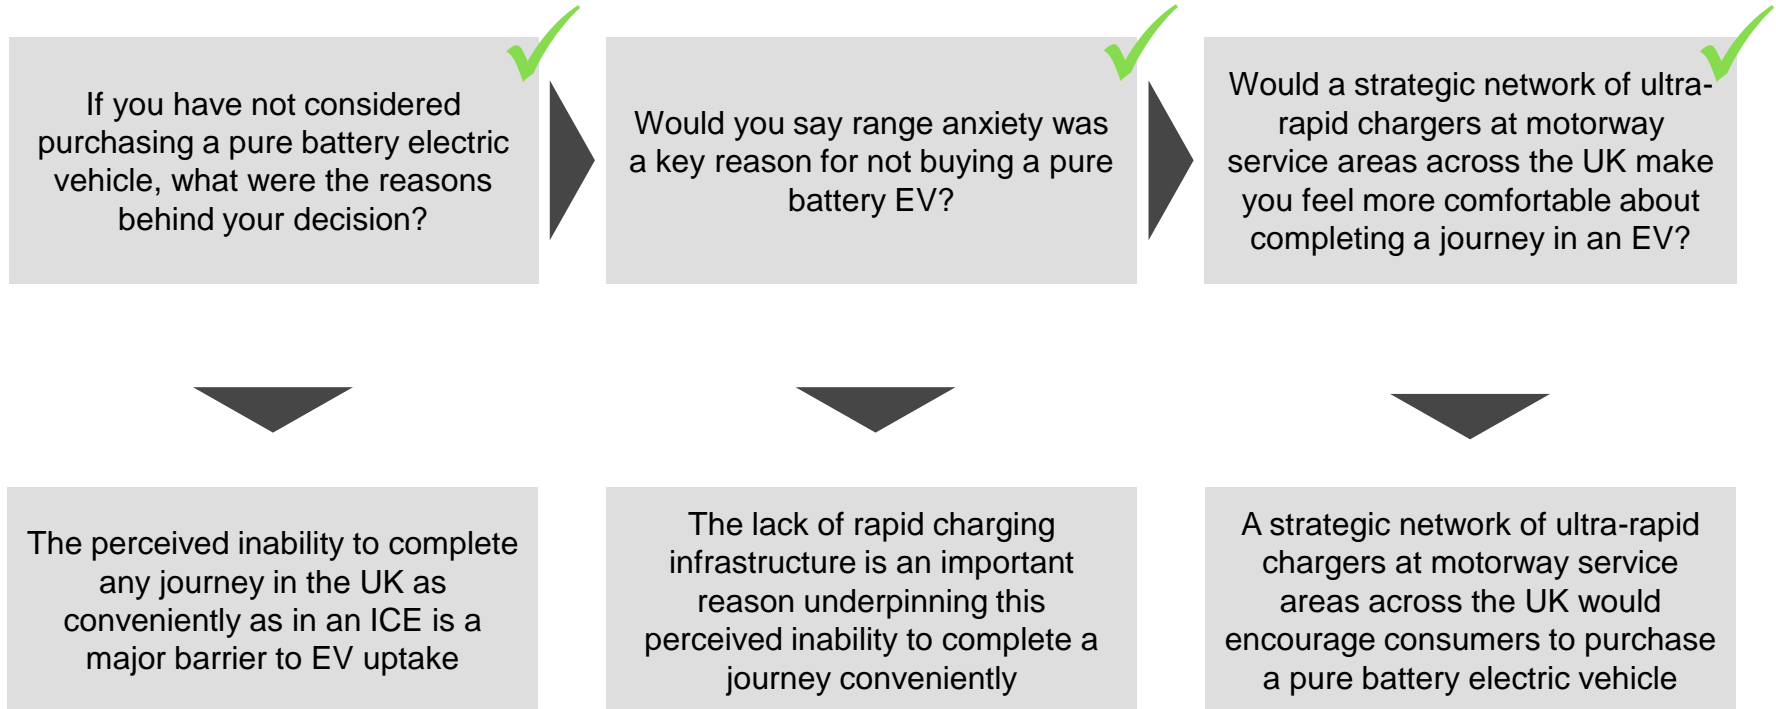 If you have not considered
purchasing a pure battery electric
vehicle, what were the reasons
behind your decision?
Would you say range anxiety was
a key reason for not buying a pure
battery EV?
Would a strategic network of ultra-
rapid chargers at motorway
service areas across the UK make
you feel more comfortable about
completing a journey in an EV?
The perceived inability to complete
any journey in the UK as
conveniently as in an ICE is a
major barrier to EV uptake
The lack of rapid charging
infrastructure is an important
reason underpinning this
perceived inability to complete a
journey conveniently
A strategic network of ultra-rapid
chargers at motorway service
areas across the UK would
encourage consumers to purchase
a pure battery electric vehicle